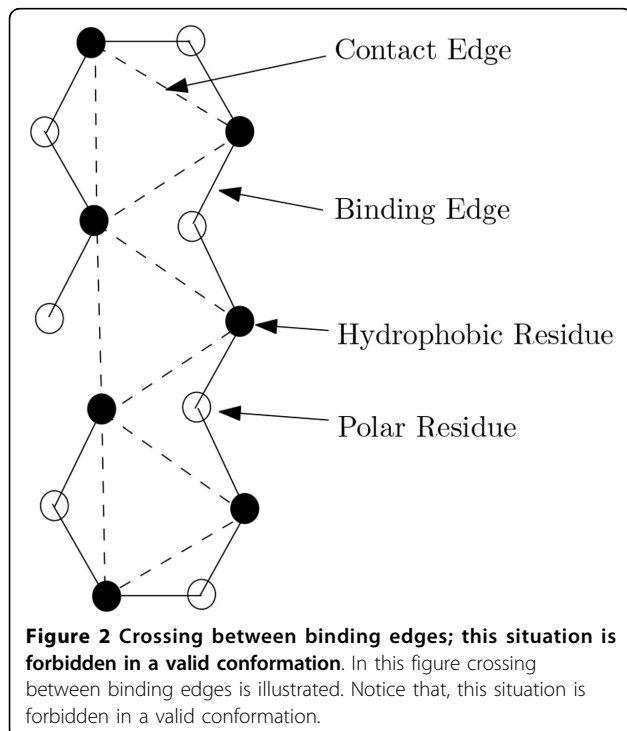 Contact Edge
Binding Edge
Hydrophobic Residue
Polar Residue
Figure 2 Crossing between binding edges; this situation is
forbidden in a valid conformation. In this figure crossing
between binding edges is illustrated. Notice that, this situation is
forbidden in a valid conformation.